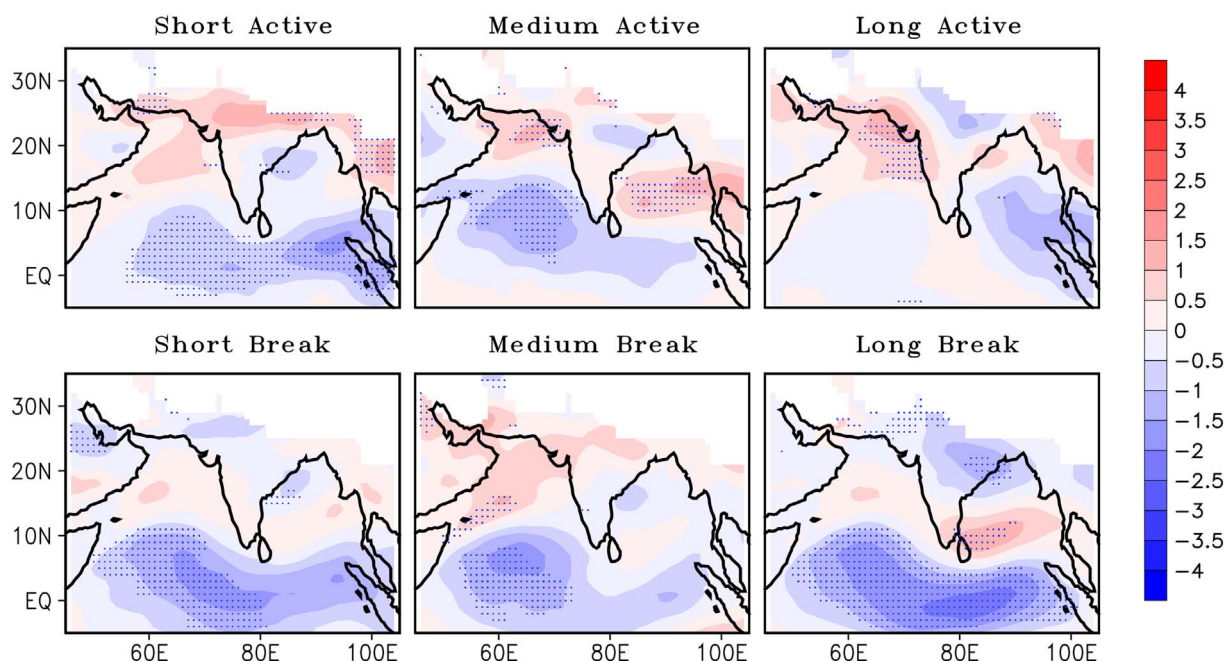 Short Active Medium Active Long Active
30N
20N
10N
EQ
4
3.5
3
2.5
2
1.5
1
0.5
0
−0.5
−1
−1.5
−2
−2.5
−3
−3.5
−4
Short Break Medium Break Long Break
30N
20N
10N
EQ
60E 80E 100E 60E 80E 100E 60E 80E 100E